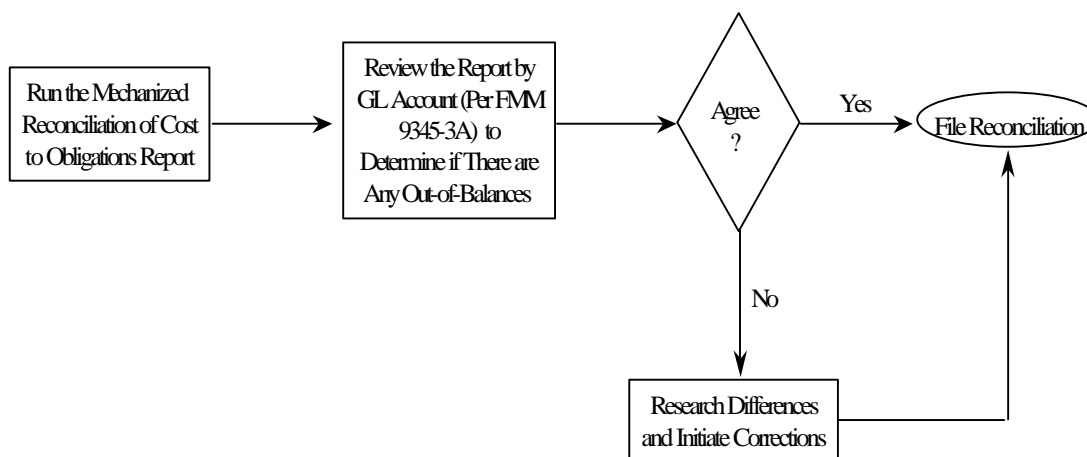 Run the Mechanized
Reconciliation of Cost
to Obligations Report
Review the Report by
GL Account (Per FMM
9345-3A) to
Determine if There are
Any Out-of-Balances
Agree
?
Yes
File Reconciliation
No
Research Differences
and Initiate Corrections